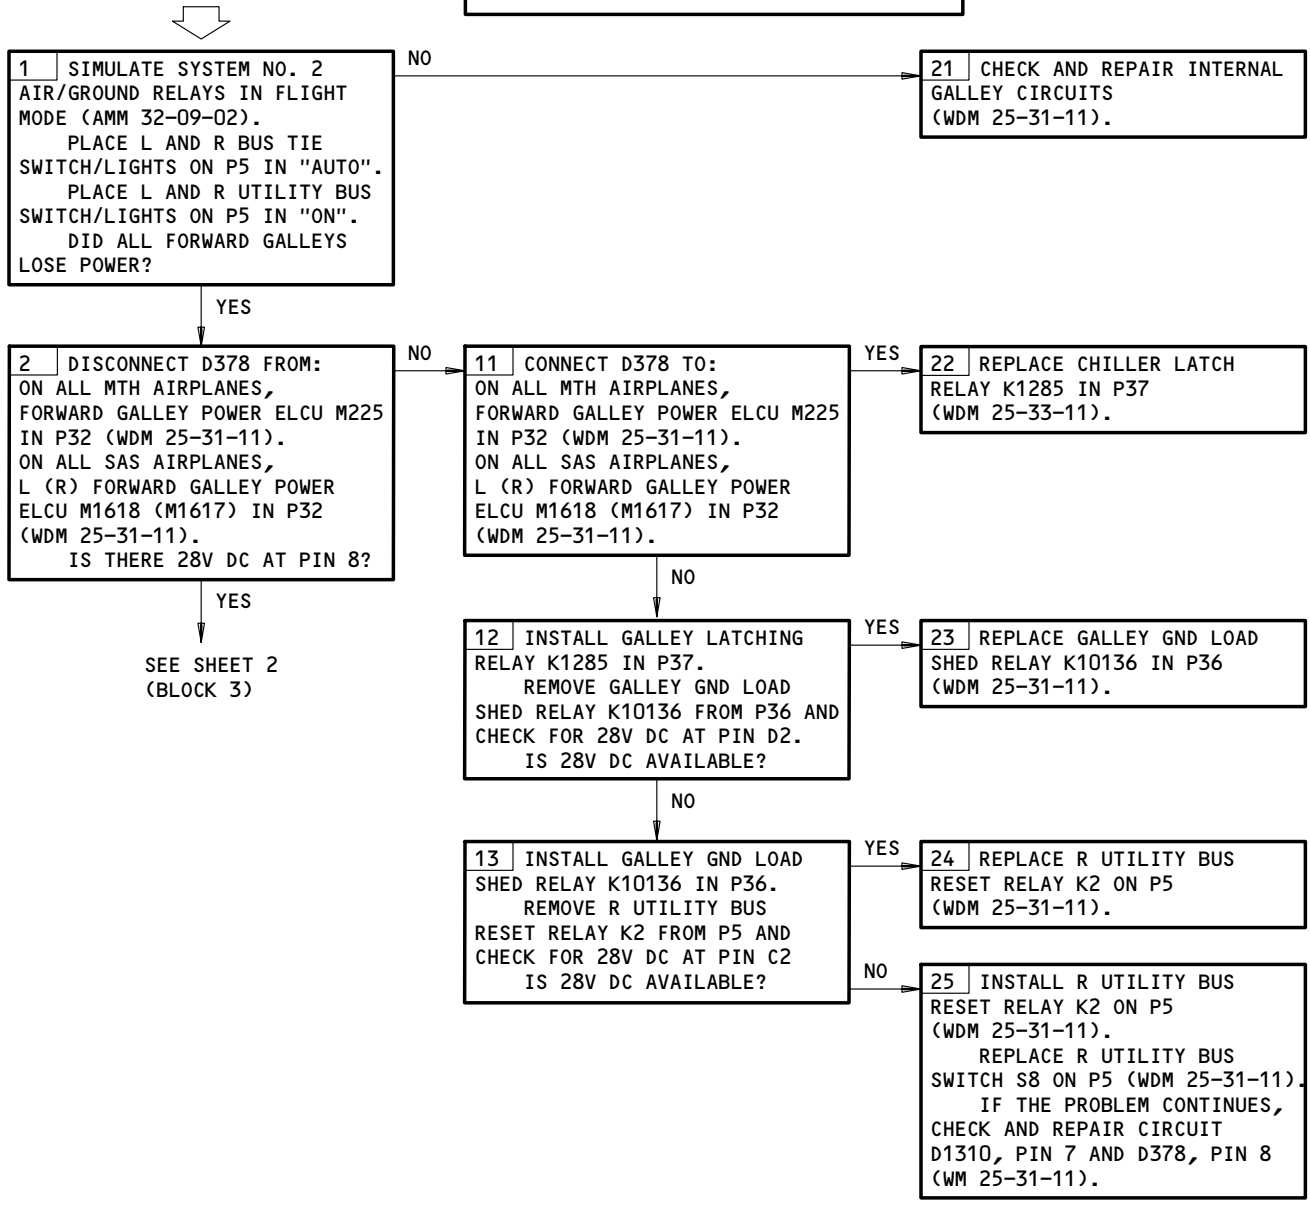 1 SIMULATE SYSTEM NO. 2
AIR/GROUND RELAYS IN FLIGHT
MODE (AMM 32-09-02).
PLACE L AND R BUS TIE
SWITCH/LIGHTS ON P5 IN "AUTO".
PLACE L AND R UTILITY BUS
SWITCH/LIGHTS ON P5 IN "ON".
DID ALL FORWARD GALLEYS
LOSE POWER?
NO
21 CHECK AND REPAIR INTERNAL
GALLEY CIRCUITS
(WDM 25-31-11).
YES
2 DISCONNECT D378 FROM:
ON ALL MTH AIRPLANES,
FORWARD GALLEY POWER ELCU M225
IN P32 (WDM 25-31-11).
ON ALL SAS AIRPLANES,
L (R) FORWARD GALLEY POWER
ELCU M1618 (M1617) IN P32
(WDM 25-31-11).
IS THERE 28V DC AT PIN 8?
NO
11 CONNECT D378 TO:
ON ALL MTH AIRPLANES,
FORWARD GALLEY POWER ELCU M225
IN P32 (WDM 25-31-11).
ON ALL SAS AIRPLANES,
L (R) FORWARD GALLEY POWER
ELCU M1618 (M1617) IN P32
(WDM 25-31-11).
YES
22 REPLACE CHILLER LATCH
RELAY K1285 IN P37
(WDM 25-33-11).
YES
SEE SHEET 2
(BLOCK 3)
NO
12 INSTALL GALLEY LATCHING
RELAY K1285 IN P37.
REMOVE GALLEY GND LOAD
SHED RELAY K10136 FROM P36 AND
CHECK FOR 28V DC AT PIN D2.
IS 28V DC AVAILABLE?
YES
23 REPLACE GALLEY GND LOAD
SHED RELAY K10136 IN P36
(WDM 25-31-11).
NO
13 INSTALL GALLEY GND LOAD
SHED RELAY K10136 IN P36.
REMOVE R UTILITY BUS
RESET RELAY K2 FROM P5 AND
CHECK FOR 28V DC AT PIN C2
IS 28V DC AVAILABLE?
YES
24 REPLACE R UTILITY BUS
RESET RELAY K2 ON P5
(WDM 25-31-11).
NO
25 INSTALL R UTILITY BUS
RESET RELAY K2 ON P5
(WDM 25-31-11).
REPLACE R UTILITY BUS
SWITCH S8 ON P5 (WDM 25-31-11).
IF THE PROBLEM CONTINUES,
CHECK AND REPAIR CIRCUIT
D1310, PIN 7 AND D378, PIN 8
(WM 25-31-11).